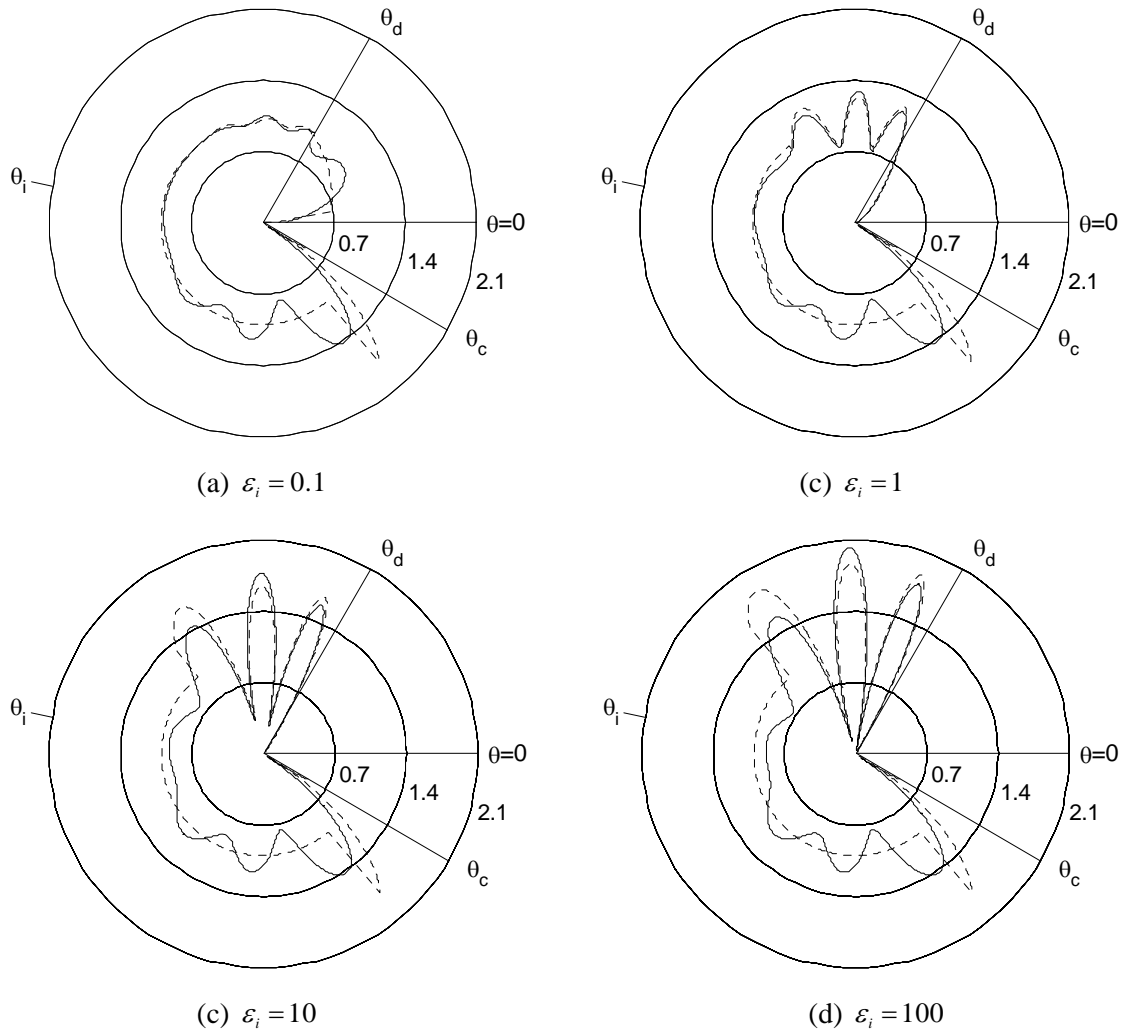 θd
θi
θ=0
0.7
1.4
2.1
θc
(a) εi = 0.1
θd
θi
θ=0
0.7
1.4
2.1
θc
(c) εi = 1
θd
θi
θ=0
0.7
1.4
2.1
θc
(c) εi = 10
θd
θi
θ=0
0.7
1.4
2.1
θc
(d) εi = 100